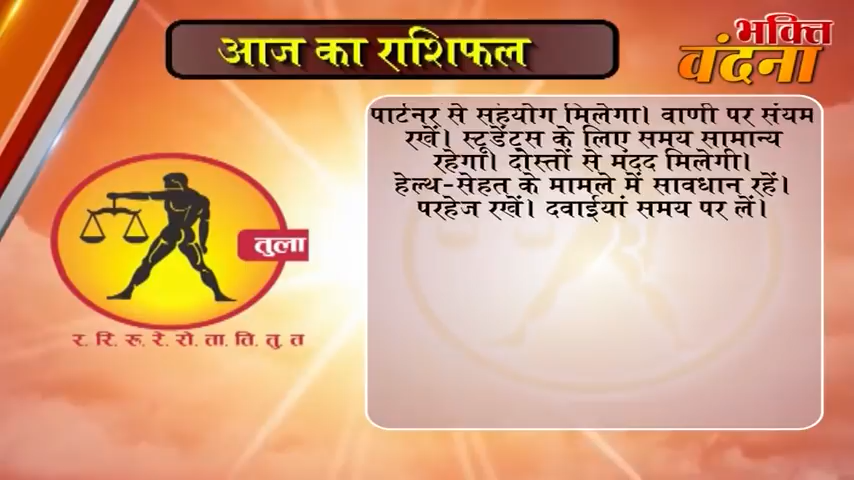 आज का राशिफल
भक्ति
वंदना
पार्टनर से सहयोग मिलेगा। वाणी पर संयम
रखें। स्टूडेंट्स के लिए समय सामान्य
रहेगा। दोस्तों से मदद मिलेगी।
हेल्थ-सेहत के मामले में सावधान रहें।
परहेज रखें। दवाईयां समय पर लें।
तुला
र. रि. रू. रे. रो. ता. ति. तु. त